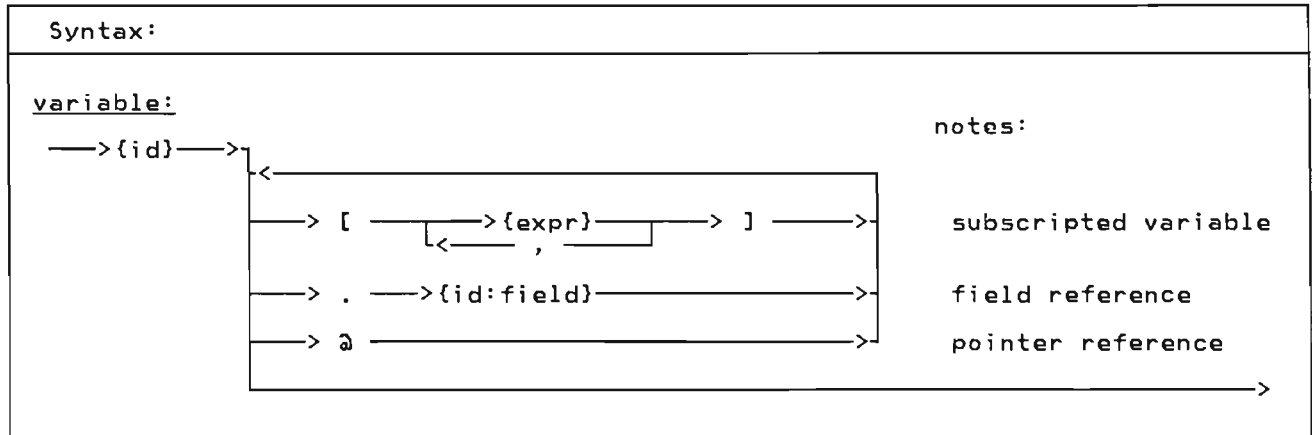 Syntax:
variable:
notes:
{id}
[ {expr} ] subscripted variable
,
. {id:field} field reference
@ pointer reference